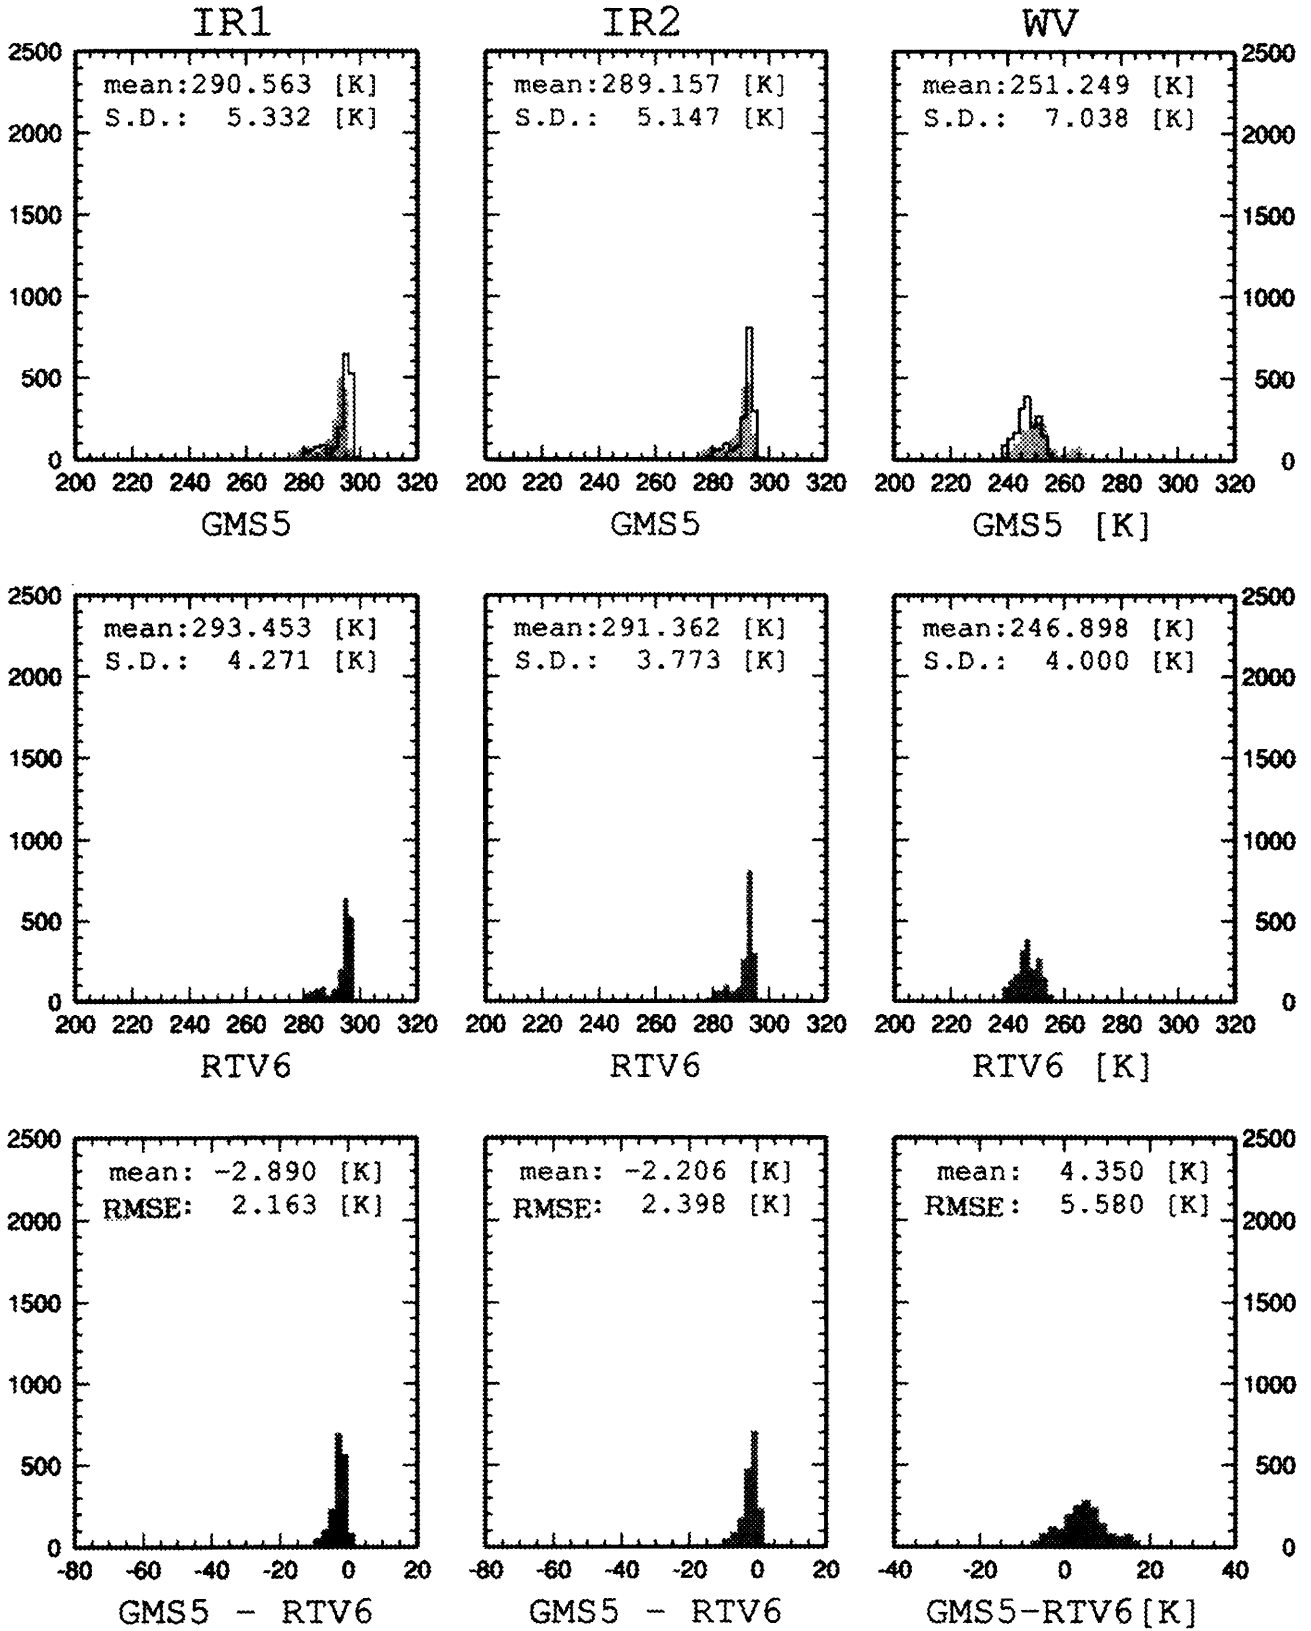 IR1 IR2 WV
2500 2500
mean:290.563 [K] mean:289.157 [K] mean:251.249 [K]
S.D.: 5.332 [K] S.D.: 5.147 [K] S.D.: 7.038 [K]
2000 2000
1500 1500
1000 1000
500 500
0 0
200 220 240 260 280 300 320 200 220 240 260 280 300 320 200 220 240 260 280 300 320
GMS5 GMS5 GMS5 [K]
2500 2500
mean:293.453 [K] mean:291.362 [K] mean:246.898 [K]
S.D.: 4.271 [K] S.D.: 3.773 [K] S.D.: 4.000 [K]
2000 2000
1500 1500
1000 1000
500 500
0 0
200 220 240 260 280 300 320 200 220 240 260 280 300 320 200 220 240 260 280 300 320
RTV6 RTV6 RTV6 [K]
2500 2500
mean: -2.890 [K] mean: -2.206 [K] mean: 4.350 [K]
RMSE: 2.163 [K] RMSE: 2.398 [K] RMSE: 5.580 [K]
2000 2000
1500 1500
1000 1000
500 500
0 0
-80 -60 -40 -20 0 20 -80 -60 -40 -20 0 20 -40 -20 0 20 40
GMS5 - RTV6 GMS5 - RTV6 GMS5-RTV6[K]